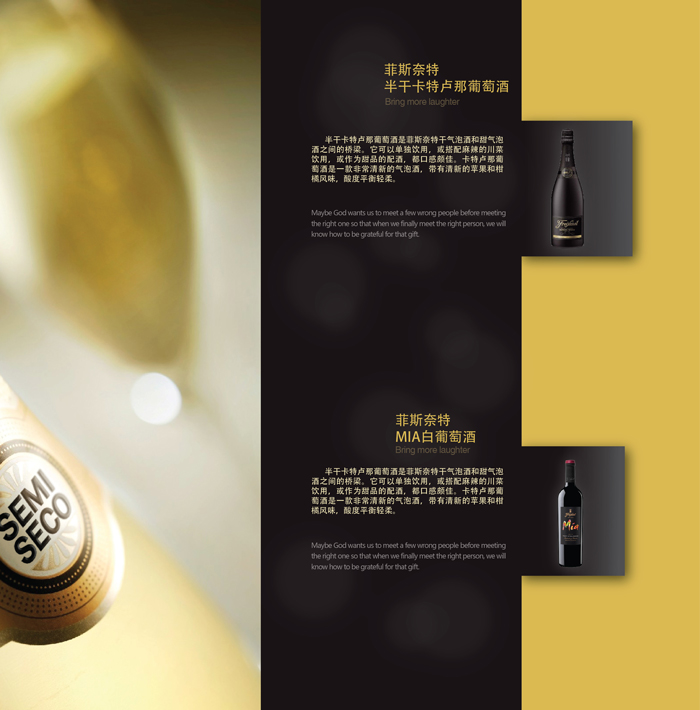 菲斯奈特
半干卡特卢那葡萄酒
Bring more laughter
半干卡特卢那葡萄酒是菲斯奈特干气泡酒和甜气泡
酒之间的桥梁。它可以单独饮用，或搭配麻辣的川菜
饮用，或作为甜品的配酒，都口感颇佳。卡特卢那葡
萄酒是一款非常清新的气泡酒，带有清新的苹果和柑
橘风味，酸度平衡轻柔。
Maybe God wants us to meet a few wrong people before meeting
the right one so that when we finally meet the right person, we will
know how to be grateful for that gift.
Freixenet
菲斯奈特
MIA白葡萄酒
Bring more laughter
半干卡特卢那葡萄酒是菲斯奈特干气泡酒和甜气泡
酒之间的桥梁。它可以单独饮用，或搭配麻辣的川菜
饮用，或作为甜品的配酒，都口感颇佳。卡特卢那葡
萄酒是一款非常清新的气泡酒，带有清新的苹果和柑
橘风味，酸度平衡轻柔。
Maybe God wants us to meet a few wrong people before meeting
the right one so that when we finally meet the right person, we will
know how to be grateful for that gift.
Mia
SEMI
SECO